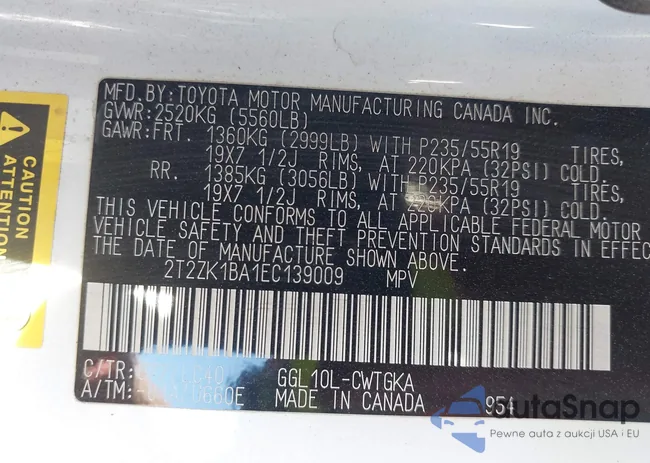 MFD.BY:TOYOTA MOTOR MANUFACTURING CANADA INC.
GVWR:2520KG (5560LB)
GAWR:FRT. 1360KG (2999LB) WITH P235/55R19 TIRES,
19X7 1/2J RIMS, AT 220KPA (32PSI) COLD.
RR. 1385KG (3056LB) WITH P235/55R19 TIRES,
19X7 1/2J RIMS, AT 220KPA (32PSI) COLD.
THIS VEHICLE CONFORMS TO ALL APPLICABLE FEDERAL MOTOR
VEHICLE SAFETY AND THEFT PREVENTION STANDARDS IN EFFEC
THE DATE OF MANUFACTURE SHOWN ABOVE.
2T2ZK1BA1EC139009 MPV
C/TR: GGL10L-CWTGKA
A/TM: MADE IN CANADA 954
CAUTION
autoSnap
Pewne auta z aukcji USA i EU